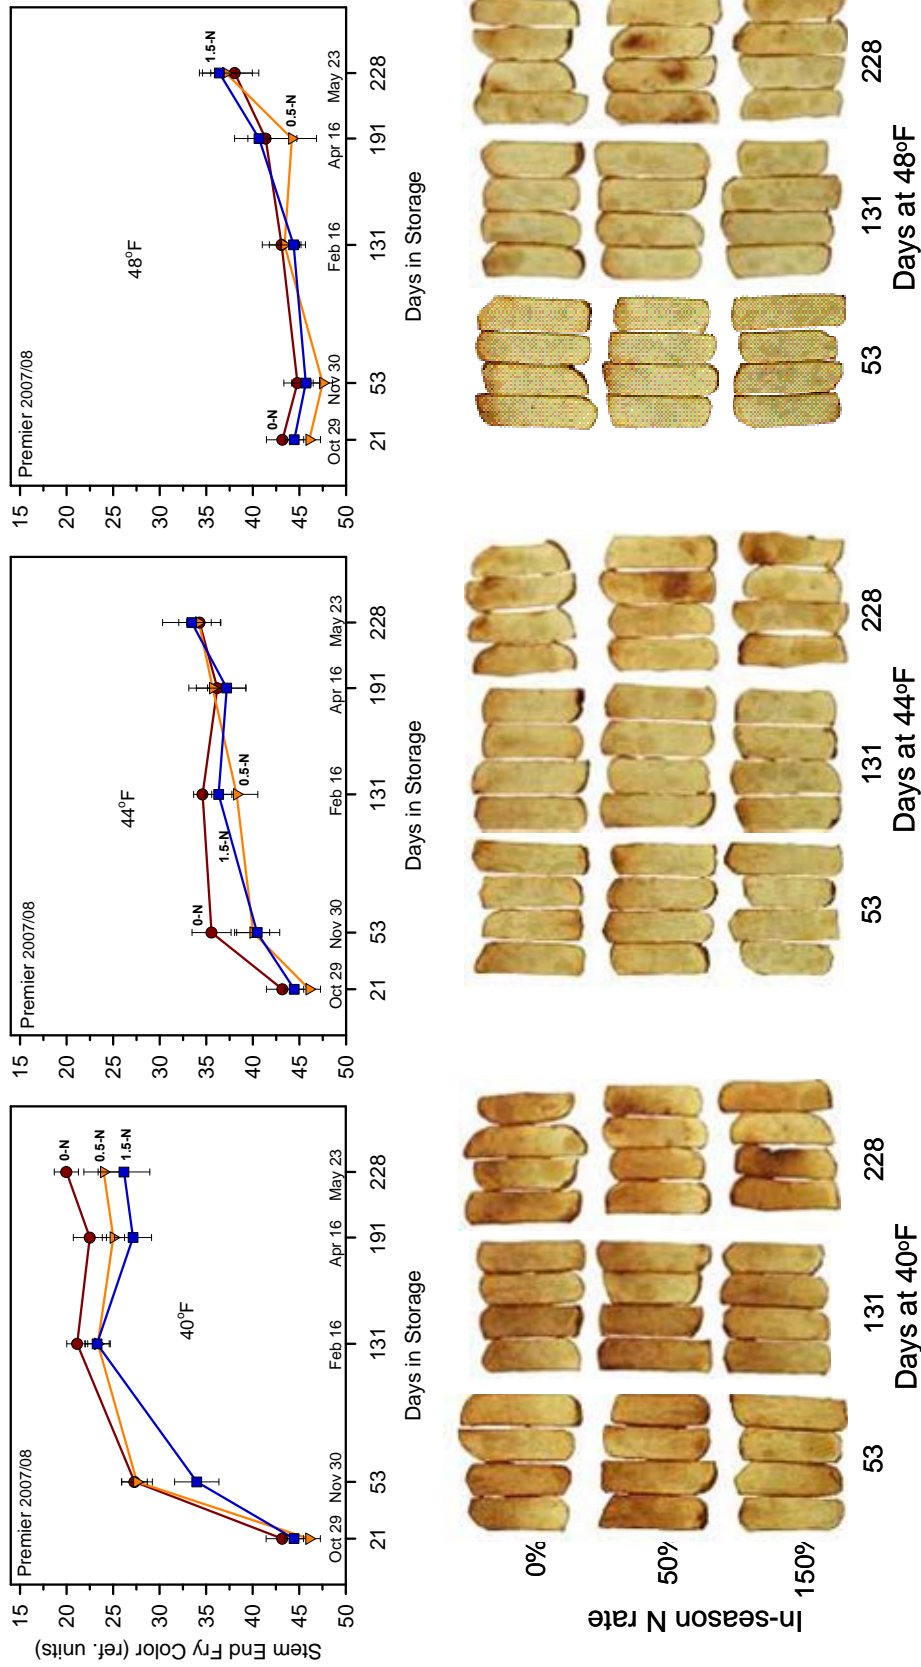 Premier 2007/08
40°F
0-N
0.5-N
1.5-N
15
20
25
30
35
40
45
50
Stem End Fry Color (ref. units)
Oct 29 Nov 30 Feb 16 Apr 16 May 23
21 53 131 191 228
Days in Storage
Premier 2007/08
44°F
0-N
1.5-N
0.5-N
15
20
25
30
35
40
45
50
Oct 29 Nov 30 Feb 16 Apr 16 May 23
21 53 131 191 228
Days in Storage
Premier 2007/08
48°F
0-N
1.5-N
0.5-N
15
20
25
30
35
40
45
50
Oct 29 Nov 30 Feb 16 Apr 16 May 23
21 53 131 191 228
Days in Storage
In-season N rate
0%
50%
150%
53 131 228
Days at 40°F
53 131 228
Days at 44°F
53 131 228
Days at 48°F